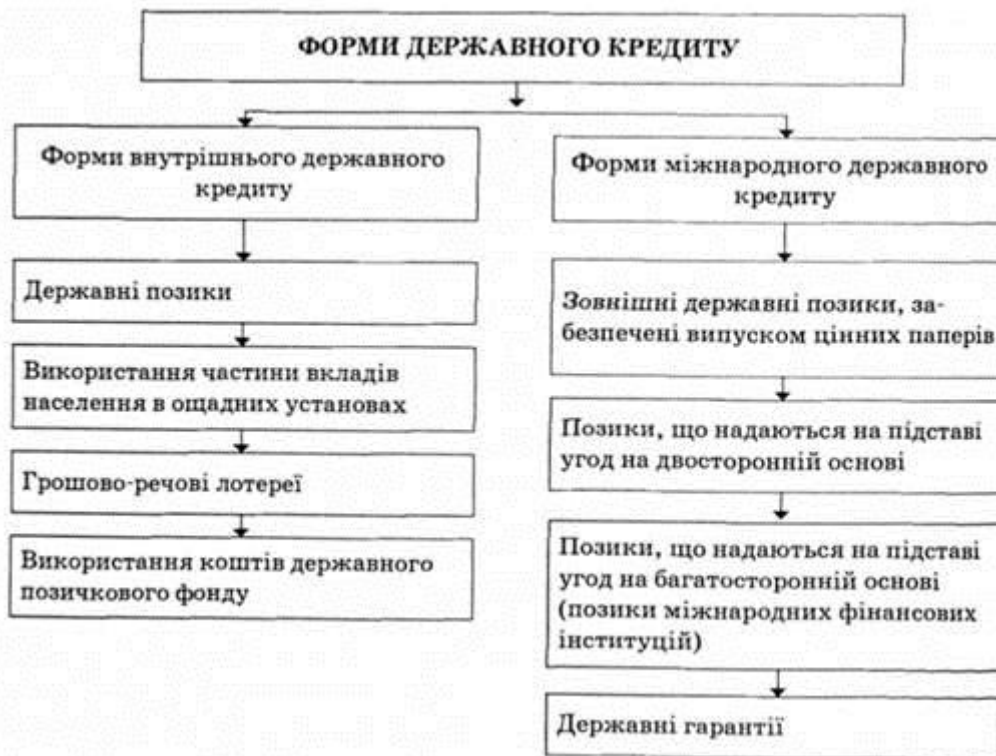 ФОРМИ ДЕРЖАВНОГО КРЕДИТУ
Форми внутрішнього державного
кредиту
Державні позики
Використання частини вкладів
населення в ощадних установах
Грошово-речові лотереї
Використання коштів державного
позичкового фонду
Форми міжнародного державного
кредиту
Зовнішні державні позики, за-
безпечені випуском цінних паперів
Позики, що надаються на підставі
угод на двосторонній основі
Позики, що надаються на підставі
угод на багатосторонній основі
(позики міжнародних фінансових
інституцій)
Державні гарантії